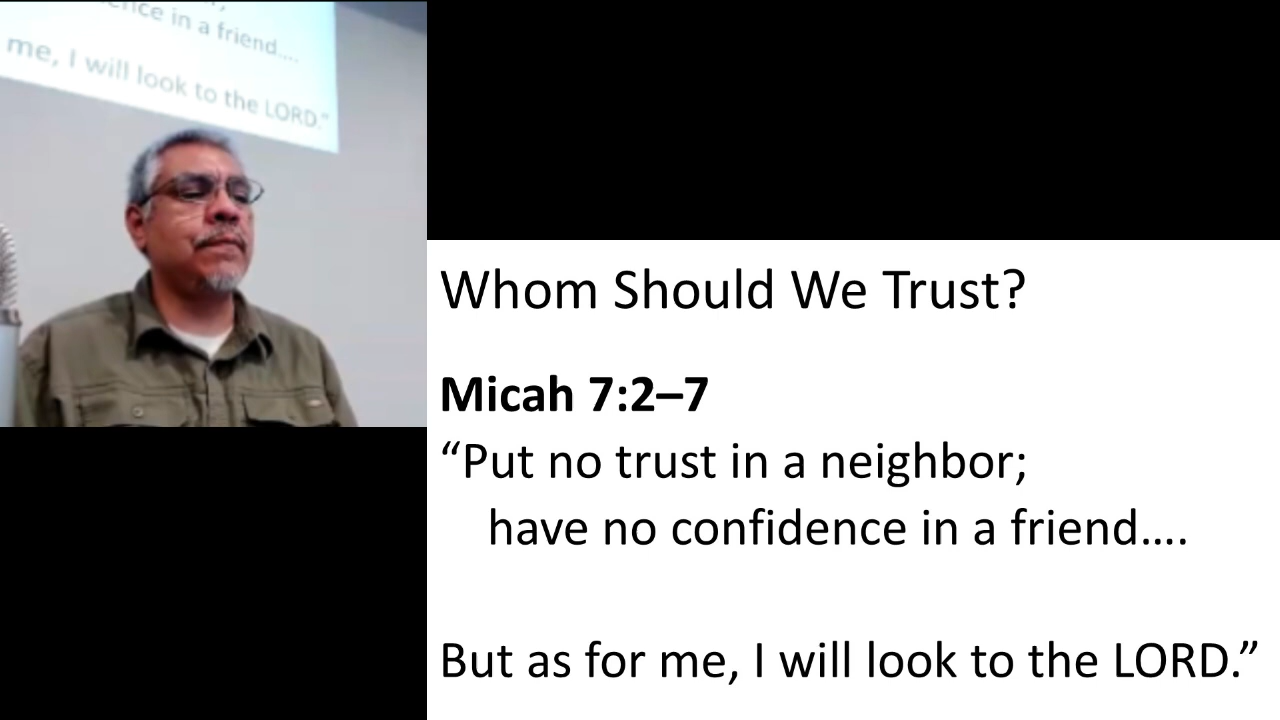 ence in a friend....
me, I will look to the LORD.”
Whom Should We Trust?
Micah 7:2–7
“Put no trust in a neighbor;
have no confidence in a friend....
But as for me, I will look to the LORD.”